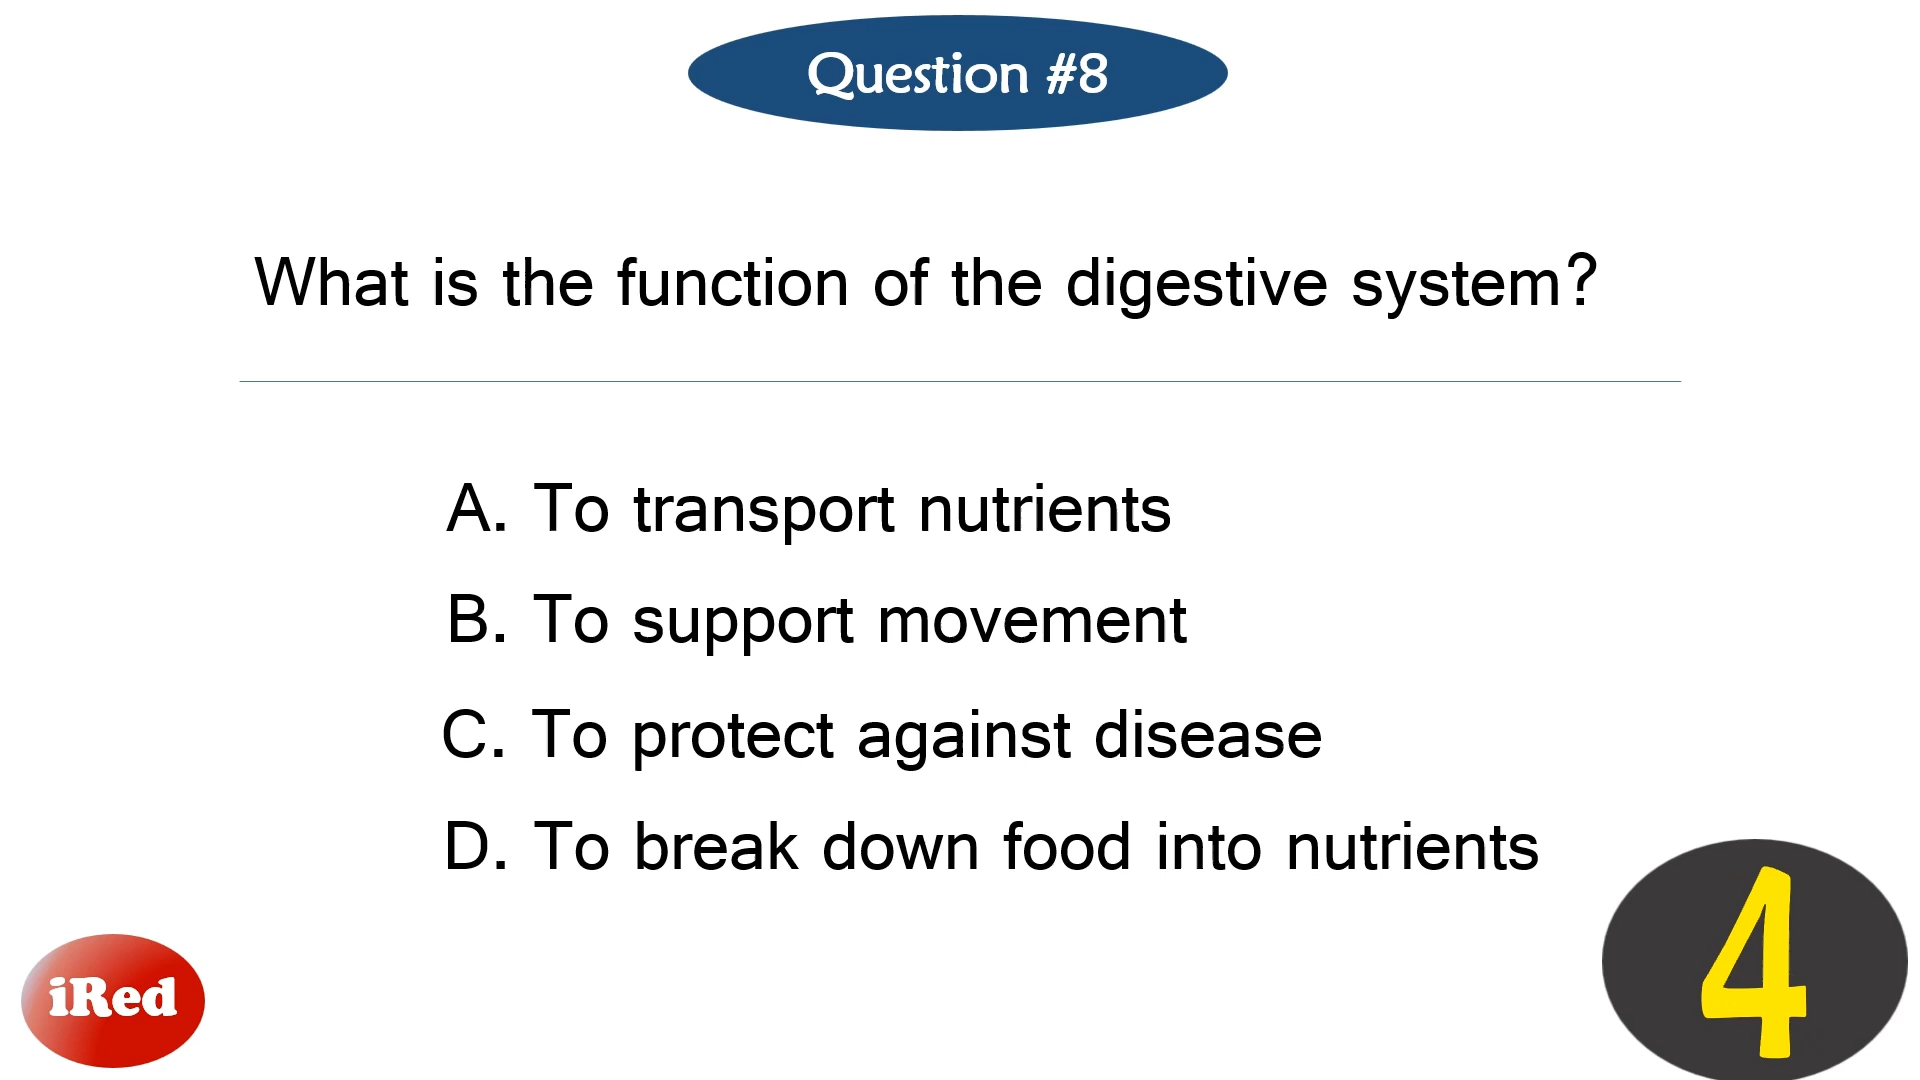 Question #8
What is the function of the digestive system?
A. To transport nutrients
B. To support movement
C. To protect against disease
D. To break down food into nutrients
iRed
4